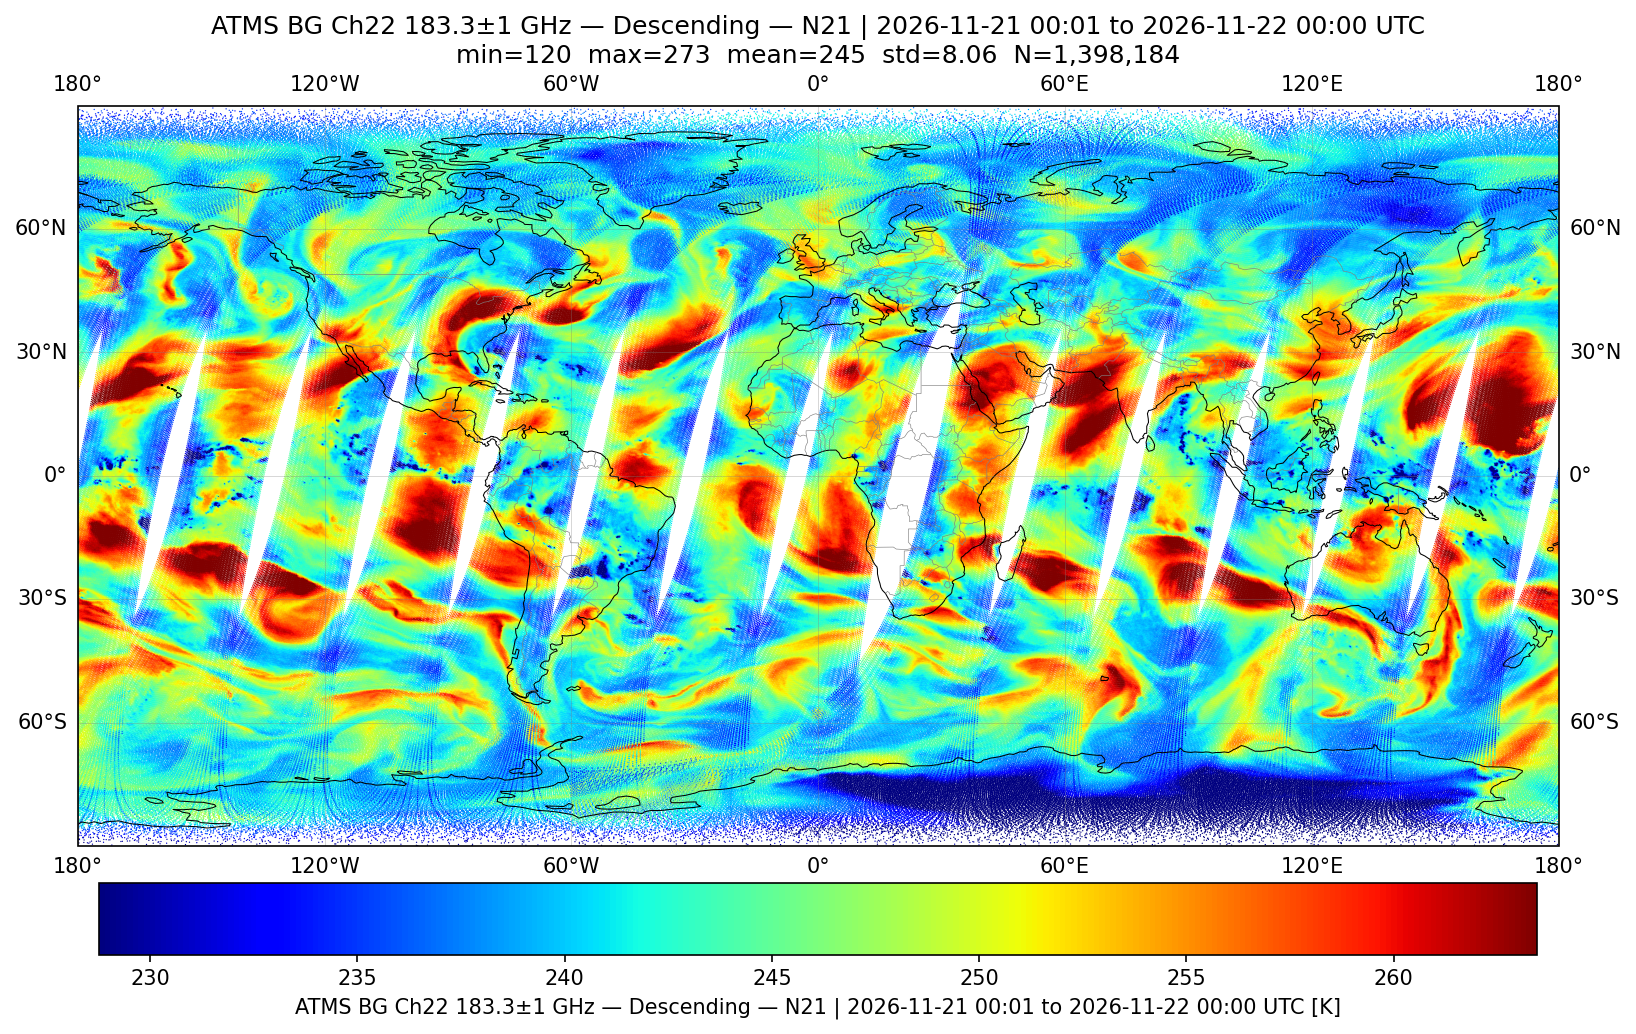 ATMS BG Ch22 183.3±1 GHz — Descending — N21 | 2026-11-21 00:01 to 2026-11-22 00:00 UTC
min=120  max=273  mean=245  std=8.06  N=1,398,184
180° 120°W 60°W 0° 60°E 120°E 180°
60°N 60°N
30°N 30°N
0° 0°
30°S 30°S
60°S 60°S
180° 120°W 60°W 0° 60°E 120°E 180°
230 235 240 245 250 255 260
ATMS BG Ch22 183.3±1 GHz — Descending — N21 | 2026-11-21 00:01 to 2026-11-22 00:00 UTC [K]